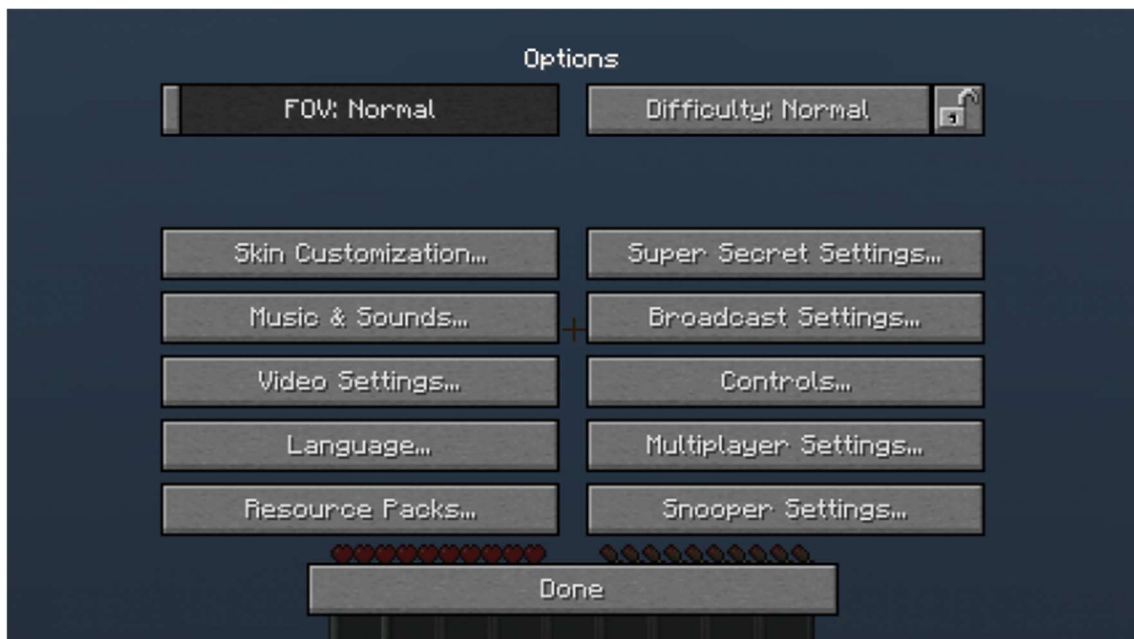 Options
FOV: Normal
Difficulty: Normal
Skin Customization...
Super Secret Settings...
Music & Sounds...
Broadcast Settings...
Video Settings...
Controls...
Language...
Multiplayer Settings...
Resource Packs...
Snooper Settings...
Done